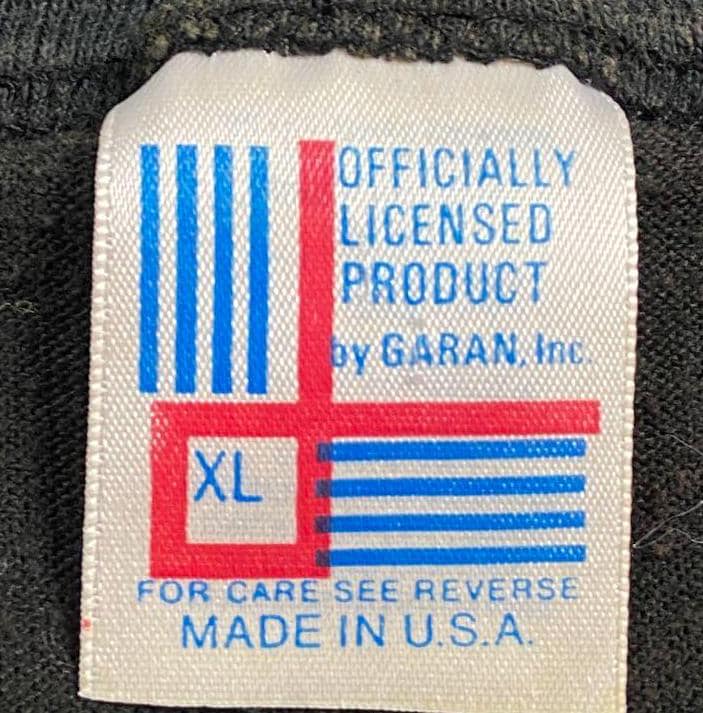 OFFICIALLY
LICENSED
PRODUCT
by GARAN, Inc.
XL
FOR CARE SEE REVERSE
MADE IN U.S.A.